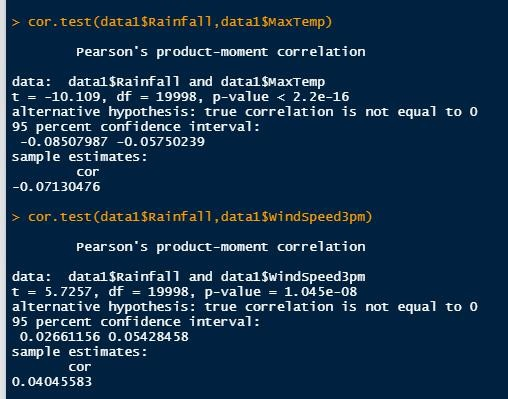 > cor.test(data1$Rainfall,data1$MaxTemp)
Pearson's product-moment correlation
data:  data1$Rainfall and data1$MaxTemp
t = -10.109, df = 19998, p-value < 2.2e-16
alternative hypothesis: true correlation is not equal to 0
95 percent confidence interval:
-0.08507987 -0.05750239
sample estimates:
cor
-0.07130476
> cor.test(data1$Rainfall,data1$WindSpeed3pm)
Pearson's product-moment correlation
data:  data1$Rainfall and data1$WindSpeed3pm
t = 5.7257, df = 19998, p-value = 1.045e-08
alternative hypothesis: true correlation is not equal to 0
95 percent confidence interval:
0.02661156 0.05428458
sample estimates:
cor
0.04045583